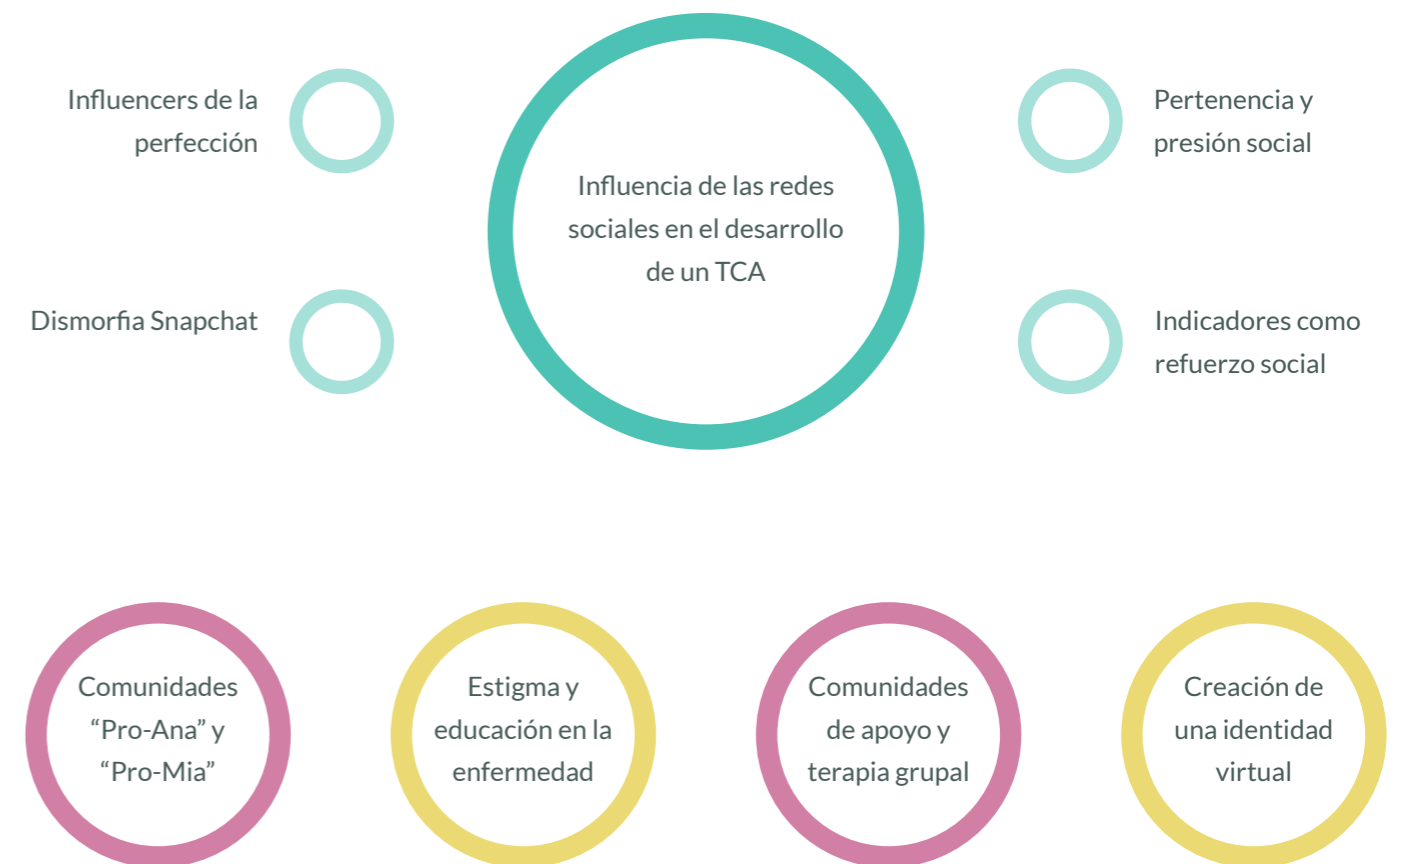 Influencers de la
perfección
Dismorfia Snapchat
Influencia de las redes
sociales en el desarrollo
de un TCA
Pertenencia y
presión social
Indicadores como
refuerzo social
Comunidades
“Pro-Ana” y
“Pro-Mia”
Estigma y
educación en la
enfermedad
Comunidades
de apoyo y
terapia grupal
Creación de
una identidad
virtual